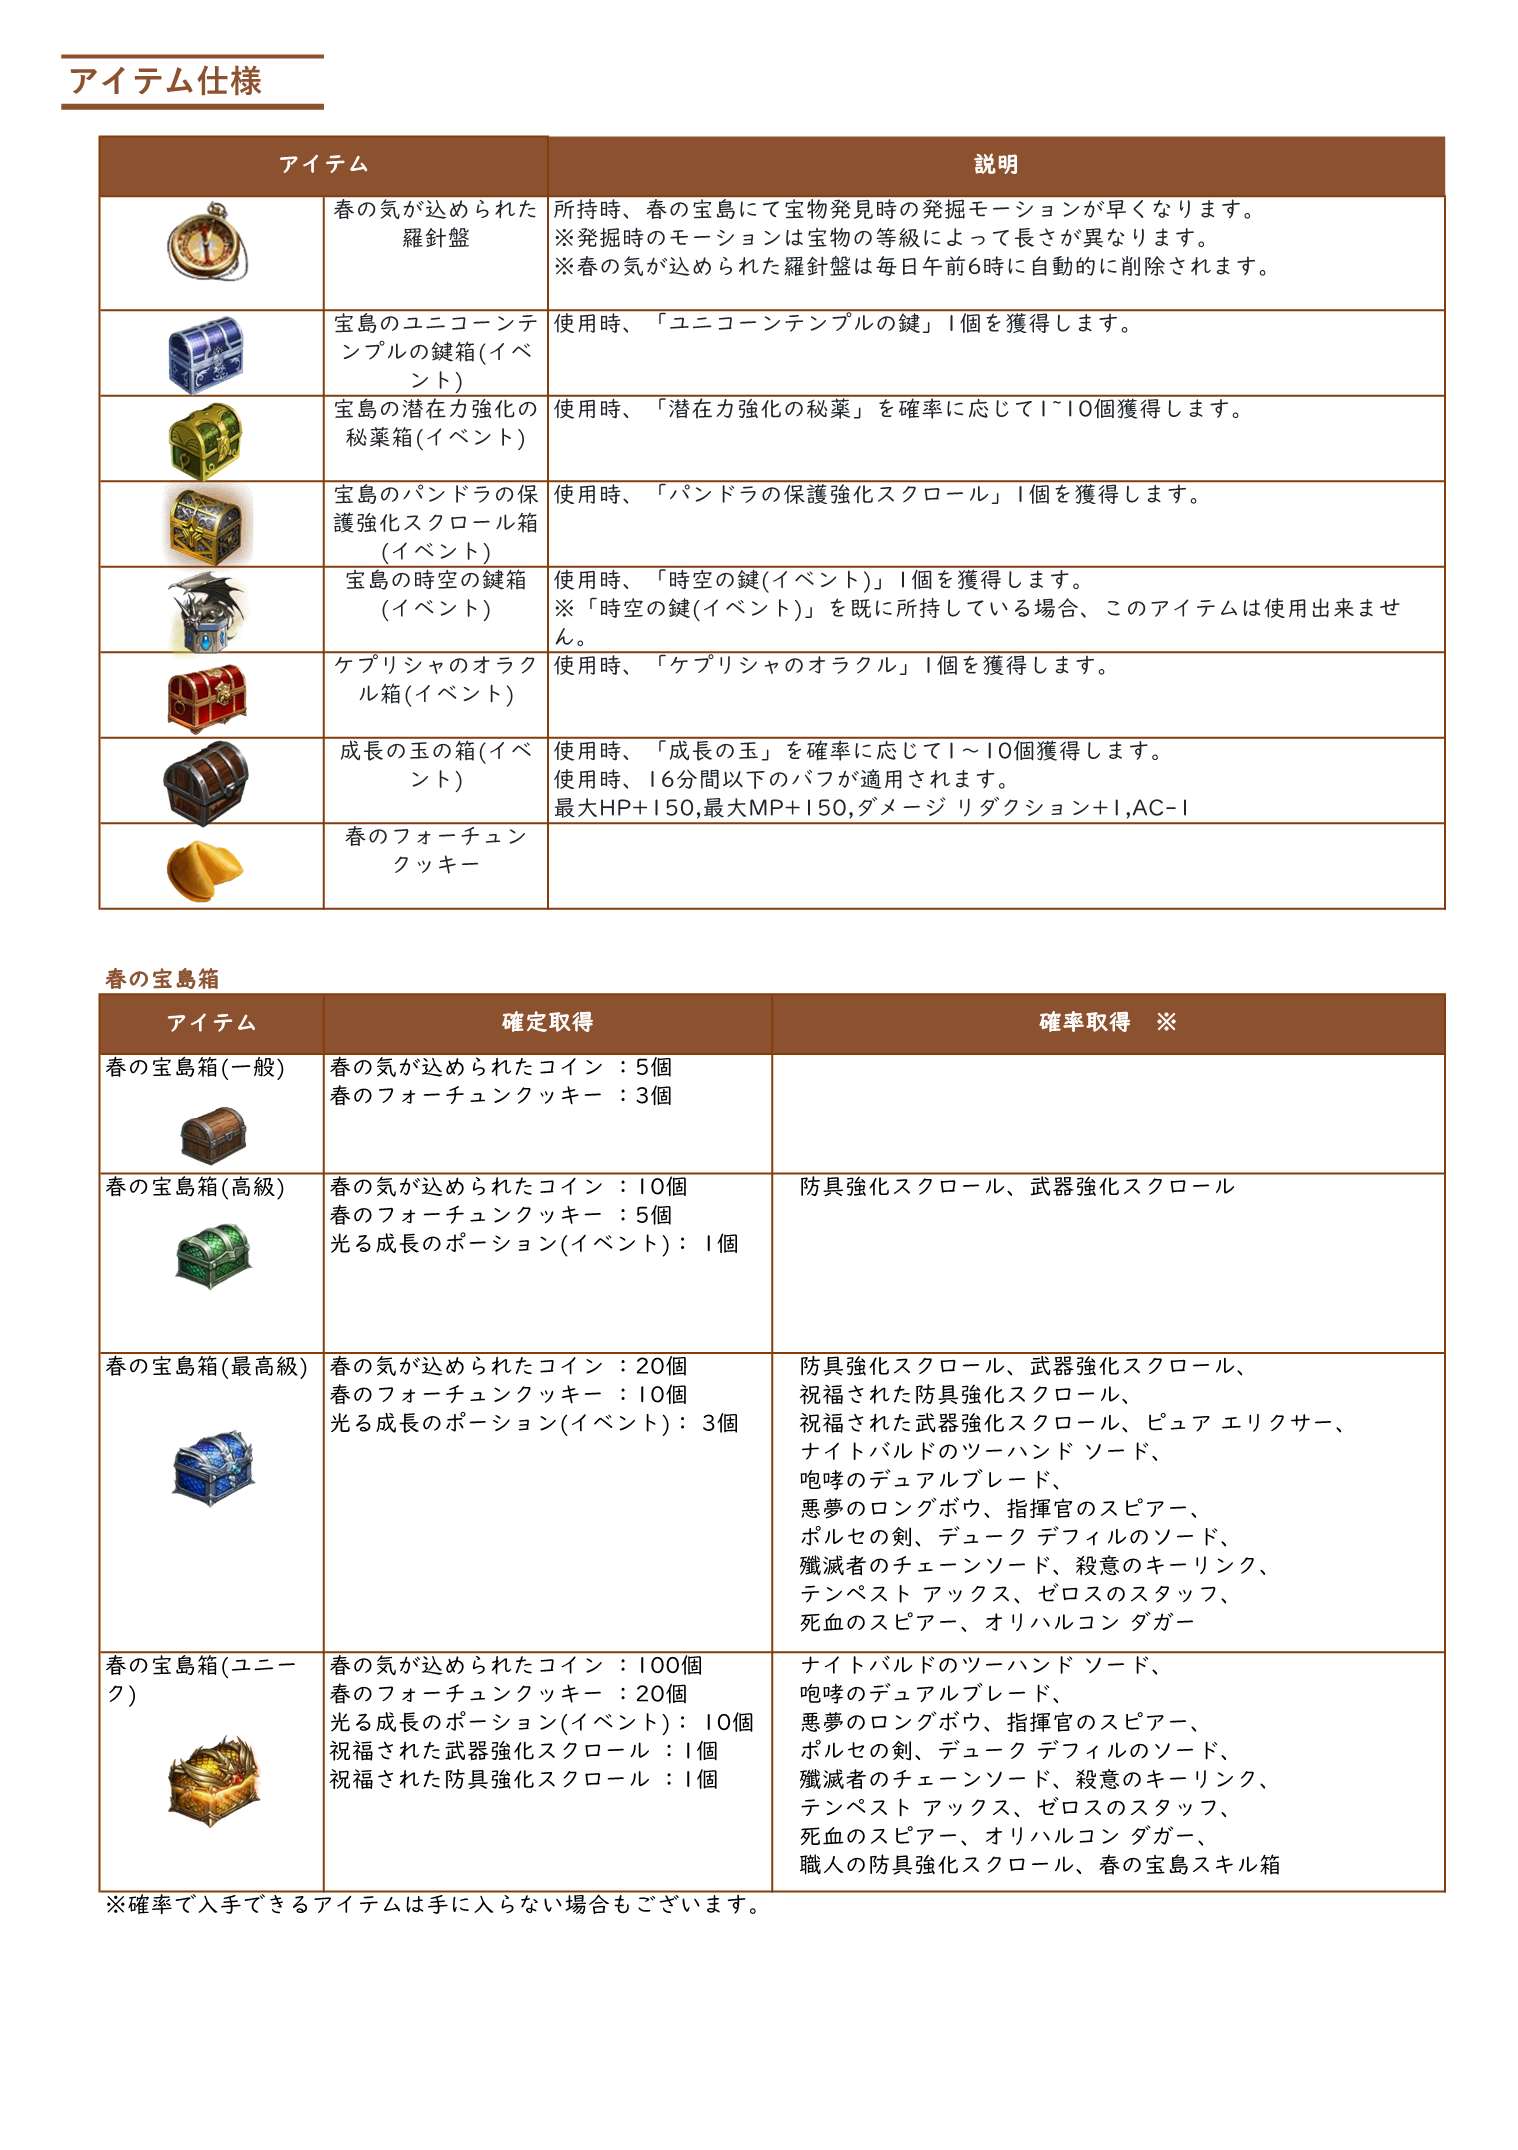 アイテム仕様
アイテム
説明
春の気が込められた
羅針盤
所持時、春の宝島にて宝物発見時の発掘モーションが早くなります。
※発掘時のモーションは宝物の等級によって長さが異なります。
※春の気が込められた羅針盤は毎日午前6時に自動的に削除されます。
宝島のユニコーンテ
ンプルの鍵箱(イベ
ント)
使用時、「ユニコーンテンプルの鍵」1個を獲得します。
宝島の潜在力強化の
秘薬箱(イベント)
使用時、「潜在力強化の秘薬」を確率に応じて1~10個獲得します。
宝島のパンドラの保
護強化スクロール箱
(イベント)
使用時、「パンドラの保護強化スクロール」1個を獲得します。
宝島の時空の鍵箱
(イベント)
使用時、「時空の鍵(イベント)」1個を獲得します。
※「時空の鍵(イベント)」を既に所持している場合、このアイテムは使用出来ませ
ん。
ケプリシャのオラク
ル箱(イベント)
使用時、「ケプリシャのオラクル」1個を獲得します。
成長の玉の箱(イベ
ント)
使用時、「成長の玉」を確率に応じて1～10個獲得します。
使用時、16分間以下のバフが適用されます。
最大HP+150,最大MP+150,ダメージ リダクション+1,AC-1
春のフォーチュン
クッキー
春の宝島箱
アイテム
確定取得
確率取得　※
春の宝島箱(一般)
春の気が込められたコイン ：5個
春のフォーチュンクッキー ：3個
春の宝島箱(高級)
春の気が込められたコイン ：10個
春のフォーチュンクッキー ：5個
光る成長のポーション(イベント)： 1個
防具強化スクロール、武器強化スクロール
春の宝島箱(最高級)
春の気が込められたコイン ：20個
春のフォーチュンクッキー ：10個
光る成長のポーション(イベント)： 3個
防具強化スクロール、武器強化スクロール、
祝福された防具強化スクロール、
祝福された武器強化スクロール、ピュア エリクサー、
ナイトバルドのツーハンド ソード、
咆哮のデュアルブレード、
悪夢のロングボウ、指揮官のスピアー、
ポルセの剣、デューク デフィルのソード、
殲滅者のチェーンソード、殺意のキーリンク、
テンペスト アックス、ゼロスのスタッフ、
死血のスピアー、オリハルコン ダガー
春の宝島箱(ユニー
ク)
春の気が込められたコイン ：100個
春のフォーチュンクッキー ：20個
光る成長のポーション(イベント)： 10個
祝福された武器強化スクロール ：1個
祝福された防具強化スクロール ：1個
ナイトバルドのツーハンド ソード、
咆哮のデュアルブレード、
悪夢のロングボウ、指揮官のスピアー、
ポルセの剣、デューク デフィルのソード、
殲滅者のチェーンソード、殺意のキーリンク、
テンペスト アックス、ゼロスのスタッフ、
死血のスピアー、オリハルコン ダガー、
職人の防具強化スクロール、春の宝島スキル箱
※確率で入手できるアイテムは手に入らない場合もございます。